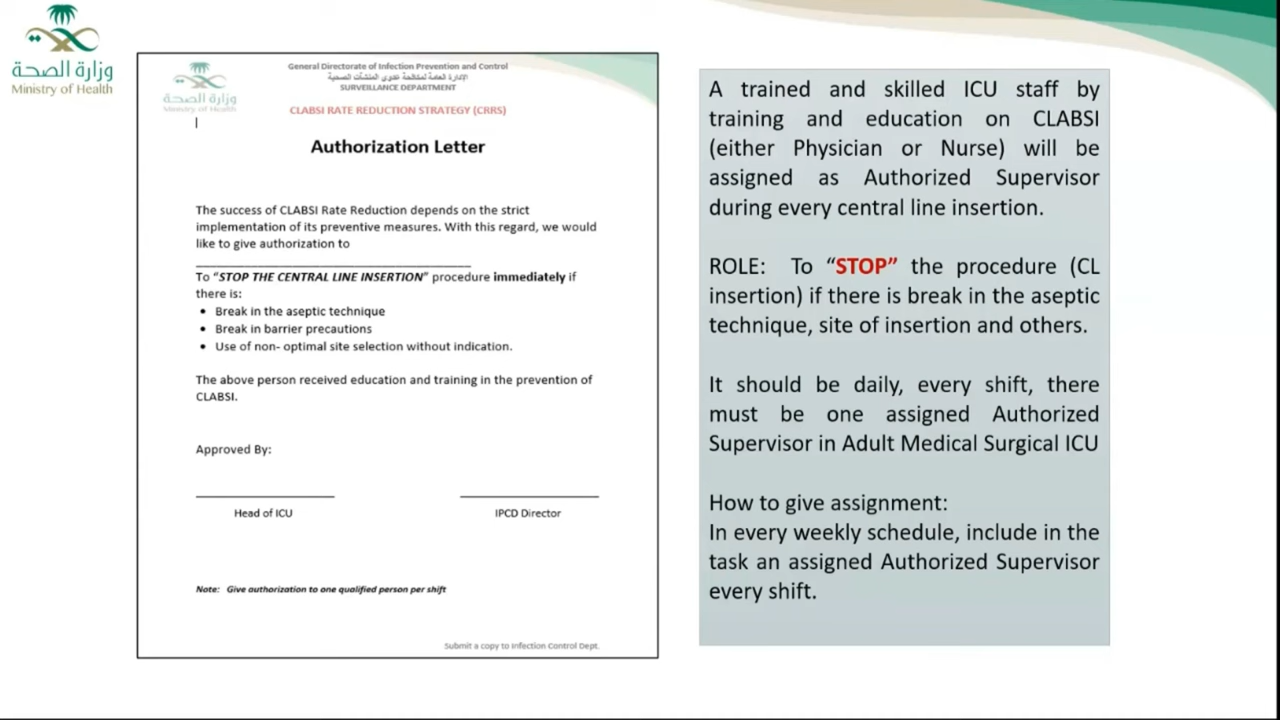 وزارة الصحة
Ministry of Health
وزارة الصحة
Ministry of Health
General Directorate of Infection Prevention and Control
الإدارة العامة لمكافحة عدوى المنشآت الصحية
SURVEILLANCE DEPARTMENT
CLABSI RATE REDUCTION STRATEGY (CRRS)
Authorization Letter
The success of CLABSI Rate Reduction depends on the strict
implementation of its preventive measures. With this regard, we would
like to give authorization to
To “STOP THE CENTRAL LINE INSERTION” procedure immediately if
there is:
• Break in the aseptic technique
• Break in barrier precautions
• Use of non- optimal site selection without indication.
The above person received education and training in the prevention of
CLABSI.
Approved By:
Head of ICU
IPCD Director
Note: Give authorization to one qualified person per shift
Submit a copy to Infection Control Dept.
A trained and skilled ICU staff by
training and education on CLABSI
(either Physician or Nurse) will be
assigned as Authorized Supervisor
during every central line insertion.
ROLE: To “STOP” the procedure (CL
insertion) if there is break in the aseptic
technique, site of insertion and others.
It should be daily, every shift, there
must be one assigned Authorized
Supervisor in Adult Medical Surgical ICU
How to give assignment:
In every weekly schedule, include in the
task an assigned Authorized Supervisor
every shift.